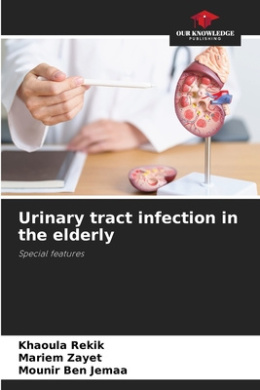 OUR KNOWLEDGE
PUBLISHING
Urinary tract infection in
the elderly
Special features
Khaoula Rekik
Mariem Zayet
Mounir Ben Jemaa